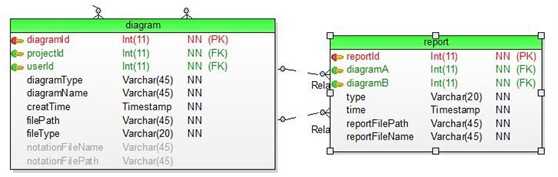 diagram
diagramId Int(11) NN (PK)
projectId Int(11) NN (FK)
userId Int(11) NN (FK)
diagramType Varchar(45) NN
diagramName Varchar(45) NN
creatTime Timestamp NN
filePath Varchar(45) NN
fileType Varchar(20) NN
notationFileName Varchar(45)
notationFilePath Varchar(45)
Rela
Rela
report
reportId Int(11) NN (PK)
diagramA Int(11) NN (FK)
diagramB Int(11) NN (FK)
type Varchar(20) NN
time Timestamp NN
reportFilePath Varchar(45) NN
reportFileName Varchar(45) NN